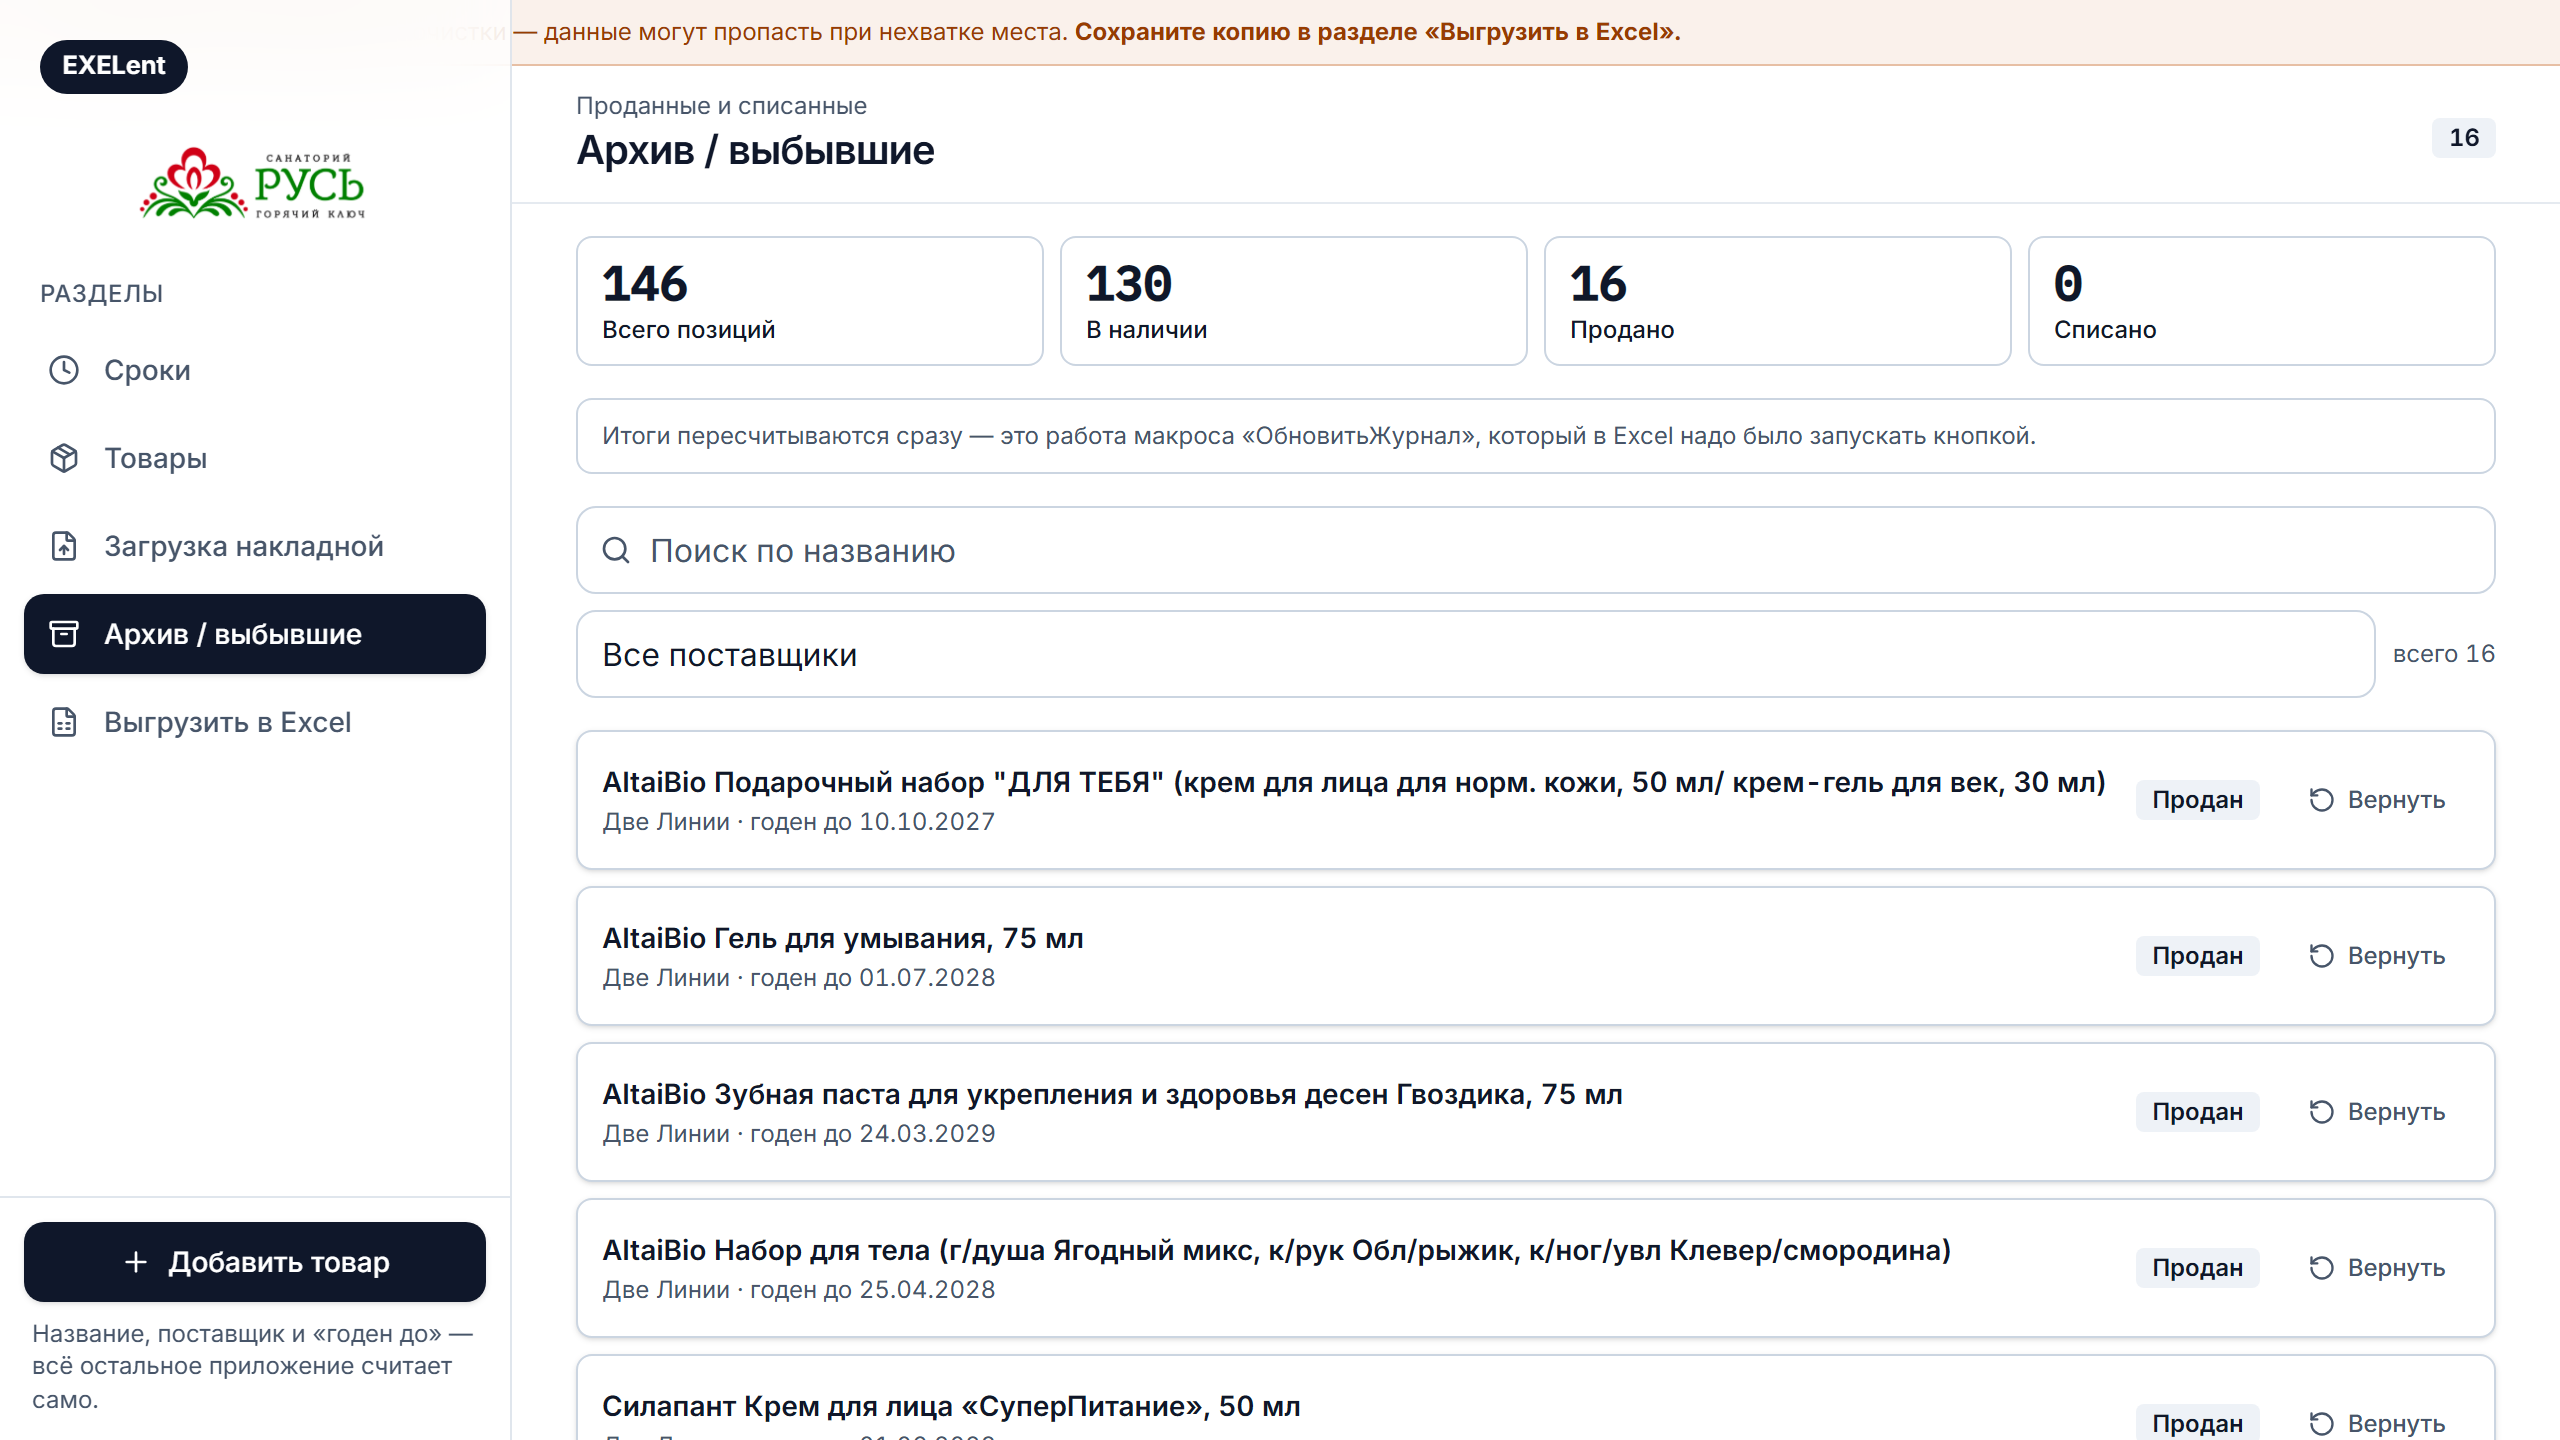 — данные могут пропасть при нехватке места. Сохраните копию в разделе «Выгрузить в Excel».
EXELent
САНАТОРИЙ
РУСЬ
ГОРЯЧИЙ КЛЮЧ
РАЗДЕЛЫ
Сроки
Товары
Загрузка накладной
Архив / выбывшие
Выгрузить в Excel
Добавить товар
Название, поставщик и «годен до» —
всё остальное приложение считает
само.
Проданные и списанные
Архив / выбывшие
16
146
Всего позиций
130
В наличии
16
Продано
0
Списано
Итоги пересчитываются сразу — это работа макроса «ОбновитьЖурнал», который в Excel надо было запускать кнопкой.
Поиск по названию
Все поставщики
всего 16
AltaiBio Подарочный набор "ДЛЯ ТЕБЯ" (крем для лица для норм. кожи, 50 мл/ крем-гель для век, 30 мл)
Две Линии · годен до 10.10.2027
Продан
Вернуть
AltaiBio Гель для умывания, 75 мл
Две Линии · годен до 01.07.2028
Продан
Вернуть
AltaiBio Зубная паста для укрепления и здоровья десен Гвоздика, 75 мл
Две Линии · годен до 24.03.2029
Продан
Вернуть
AltaiBio Набор для тела (г/душа Ягодный микс, к/рук Обл/рыжик, к/ног/увл Клевер/смородина)
Две Линии · годен до 25.04.2028
Продан
Вернуть
Силапант Крем для лица «СуперПитание», 50 мл
Продан
Вернуть